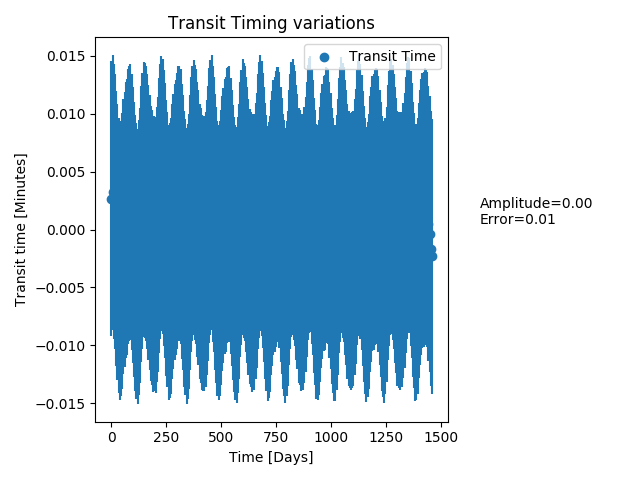 Transit Timing variations
Transit Time
Transit time [Minutes]
0.015
0.010
0.005
0.000
−0.005
−0.010
−0.015
Amplitude=0.00
Error=0.01
0 250 500 750 1000 1250 1500
Time [Days]